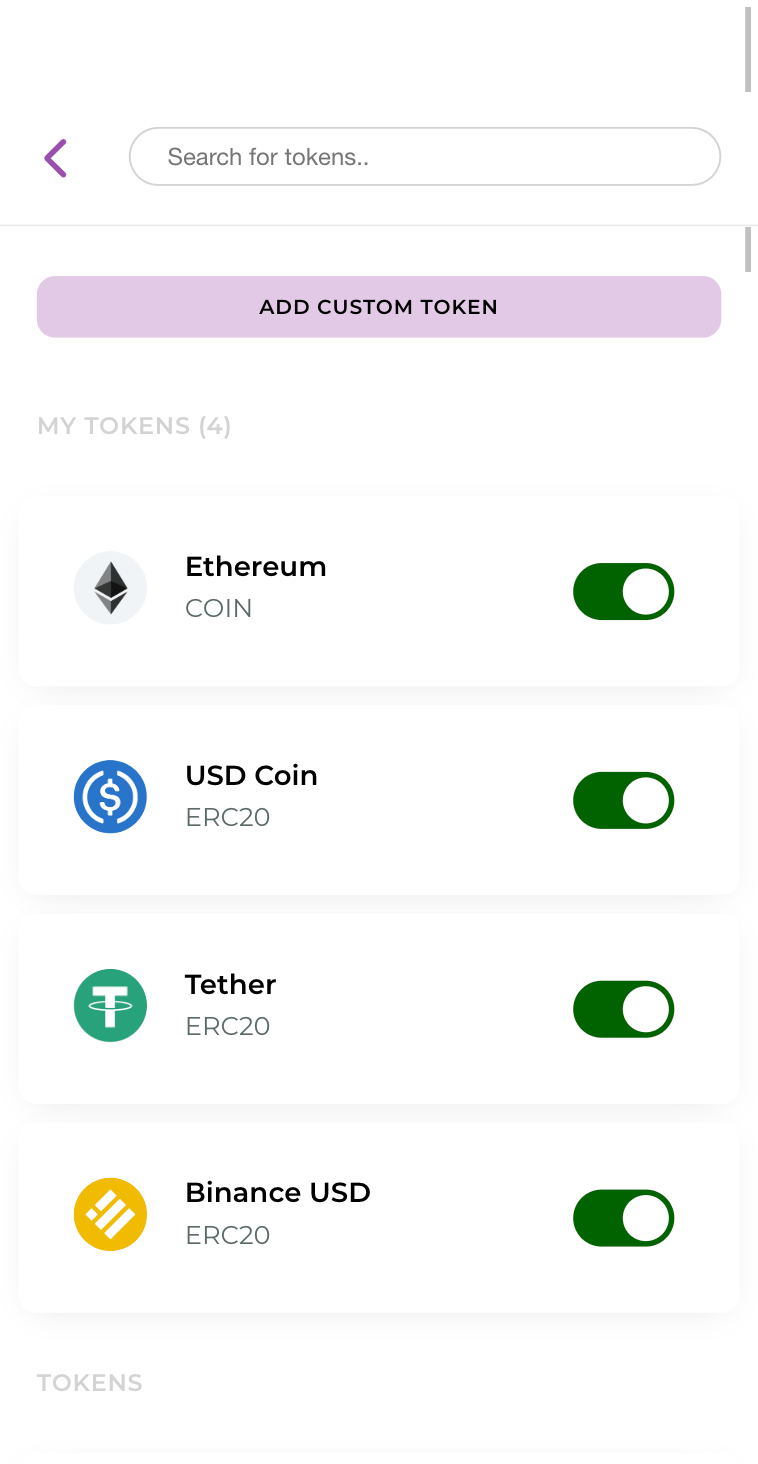 Search for tokens..
ADD CUSTOM TOKEN
MY TOKENS (4)
Ethereum
COIN
USD Coin
ERC20
Tether
ERC20
Binance USD
ERC20
TOKENS